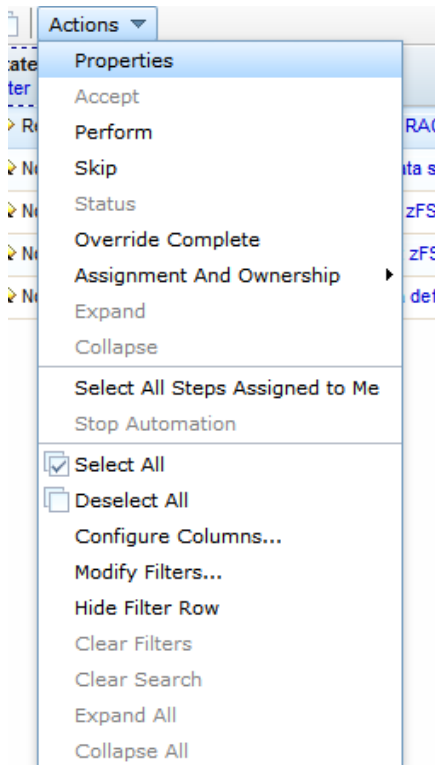 Actions
Properties
Accept
RAC
Perform
Skip
Status
zFS
Override Complete
Assignment And Ownership
Expand
Collapse
Select All Steps Assigned to Me
Stop Automation
Select All
Deselect All
Configure Columns...
Modify Filters...
Hide Filter Row
Clear Filters
Clear Search
Expand All
Collapse All